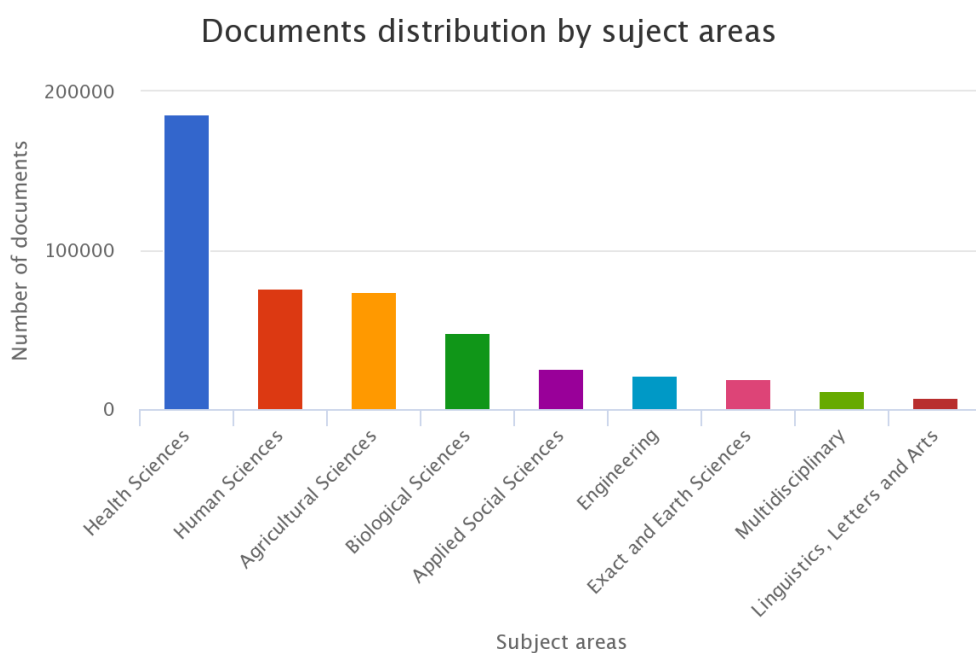 Documents distribution by suject areas
200000
100000
0
Number of documents
Health Sciences
Human Sciences
Agricultural Sciences
Biological Sciences
Applied Social Sciences
Engineering
Exact and Earth Sciences
Multidisciplinary
Linguistics, Letters and Arts
Subject areas